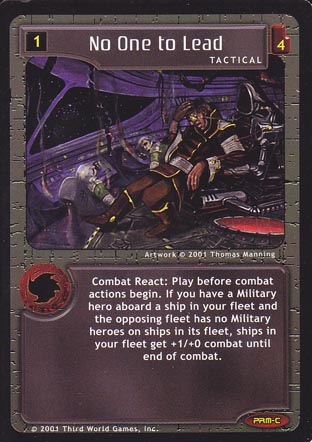 1
No One to Lead
4
TACTICAL
Artwork © 2001 Thomas Manning
Combat React: Play before combat
actions begin. If you have a Military
hero aboard a ship in your fleet and
the opposing fleet has no Military
heroes on ships in its fleet, ships in
your fleet get +1/+0 combat until
end of combat.
© 2001 Third World Games, Inc.
PRM-C